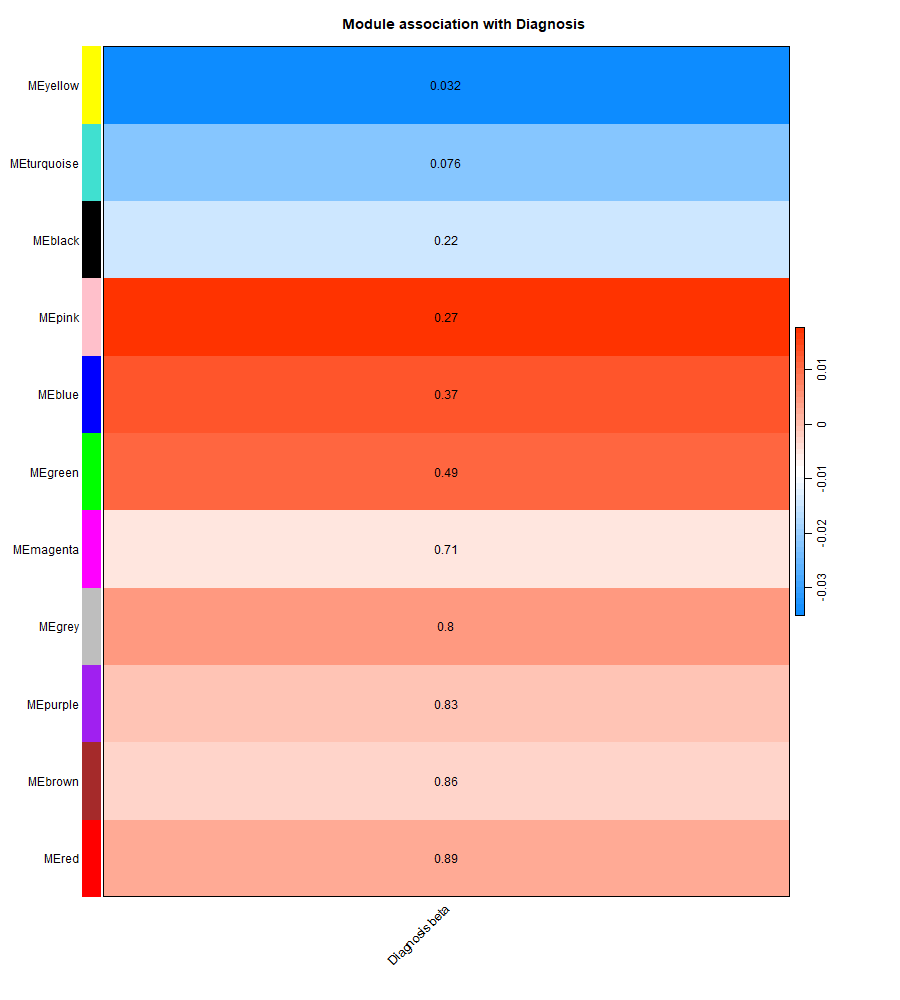 Module association with Diagnosis
MEyellow 0.032
MEturquoise 0.076
MEblack 0.22
MEpink 0.27
MEblue 0.37
MEgreen 0.49
MEmagenta 0.71
MEgrey 0.8
MEpurple 0.83
MEbrown 0.86
MEred 0.89
0.01
0
-0.01
-0.02
-0.03
Diagnosis beta